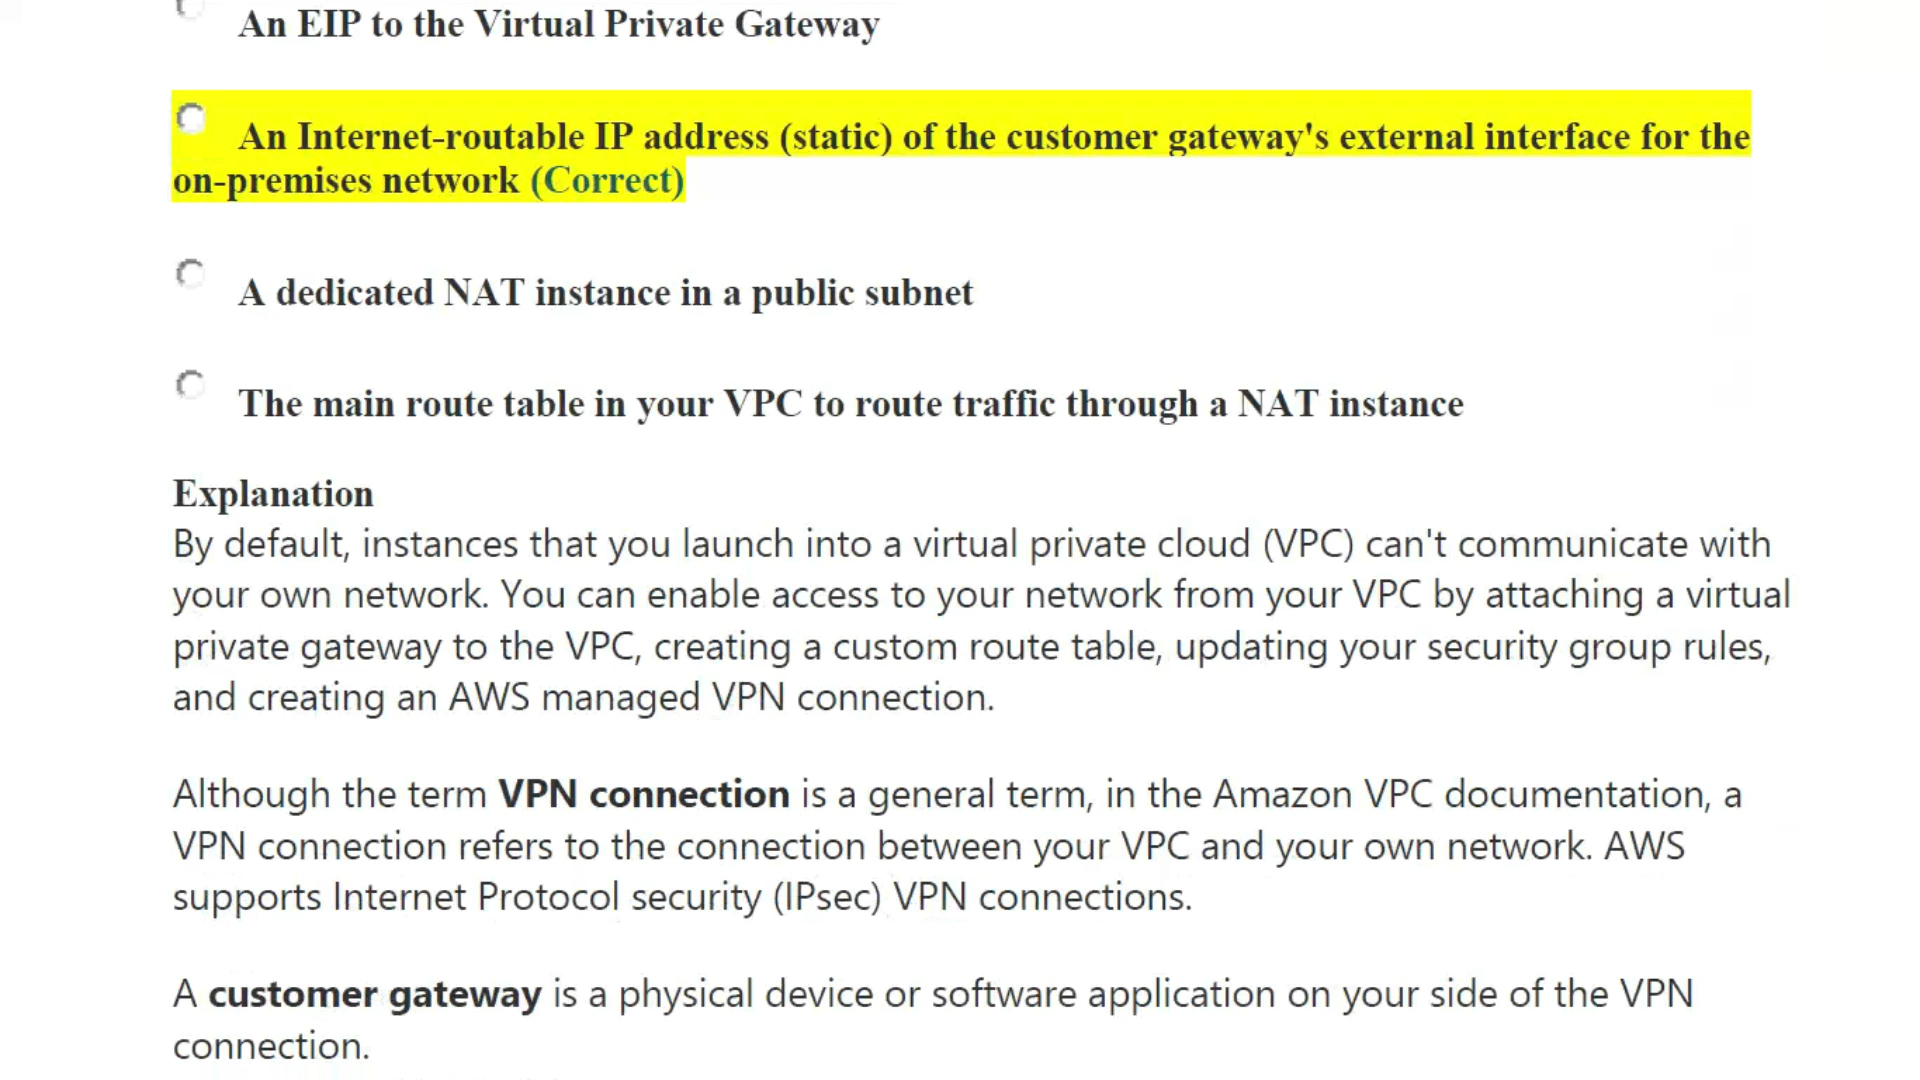 An EIP to the Virtual Private Gateway
An Internet-routable IP address (static) of the customer gateway's external interface for the
on-premises network (Correct)
A dedicated NAT instance in a public subnet
The main route table in your VPC to route traffic through a NAT instance
Explanation
By default, instances that you launch into a virtual private cloud (VPC) can't communicate with
your own network. You can enable access to your network from your VPC by attaching a virtual
private gateway to the VPC, creating a custom route table, updating your security group rules,
and creating an AWS managed VPN connection.
Although the term VPN connection is a general term, in the Amazon VPC documentation, a
VPN connection refers to the connection between your VPC and your own network. AWS
supports Internet Protocol security (IPsec) VPN connections.
A customer gateway is a physical device or software application on your side of the VPN
connection.